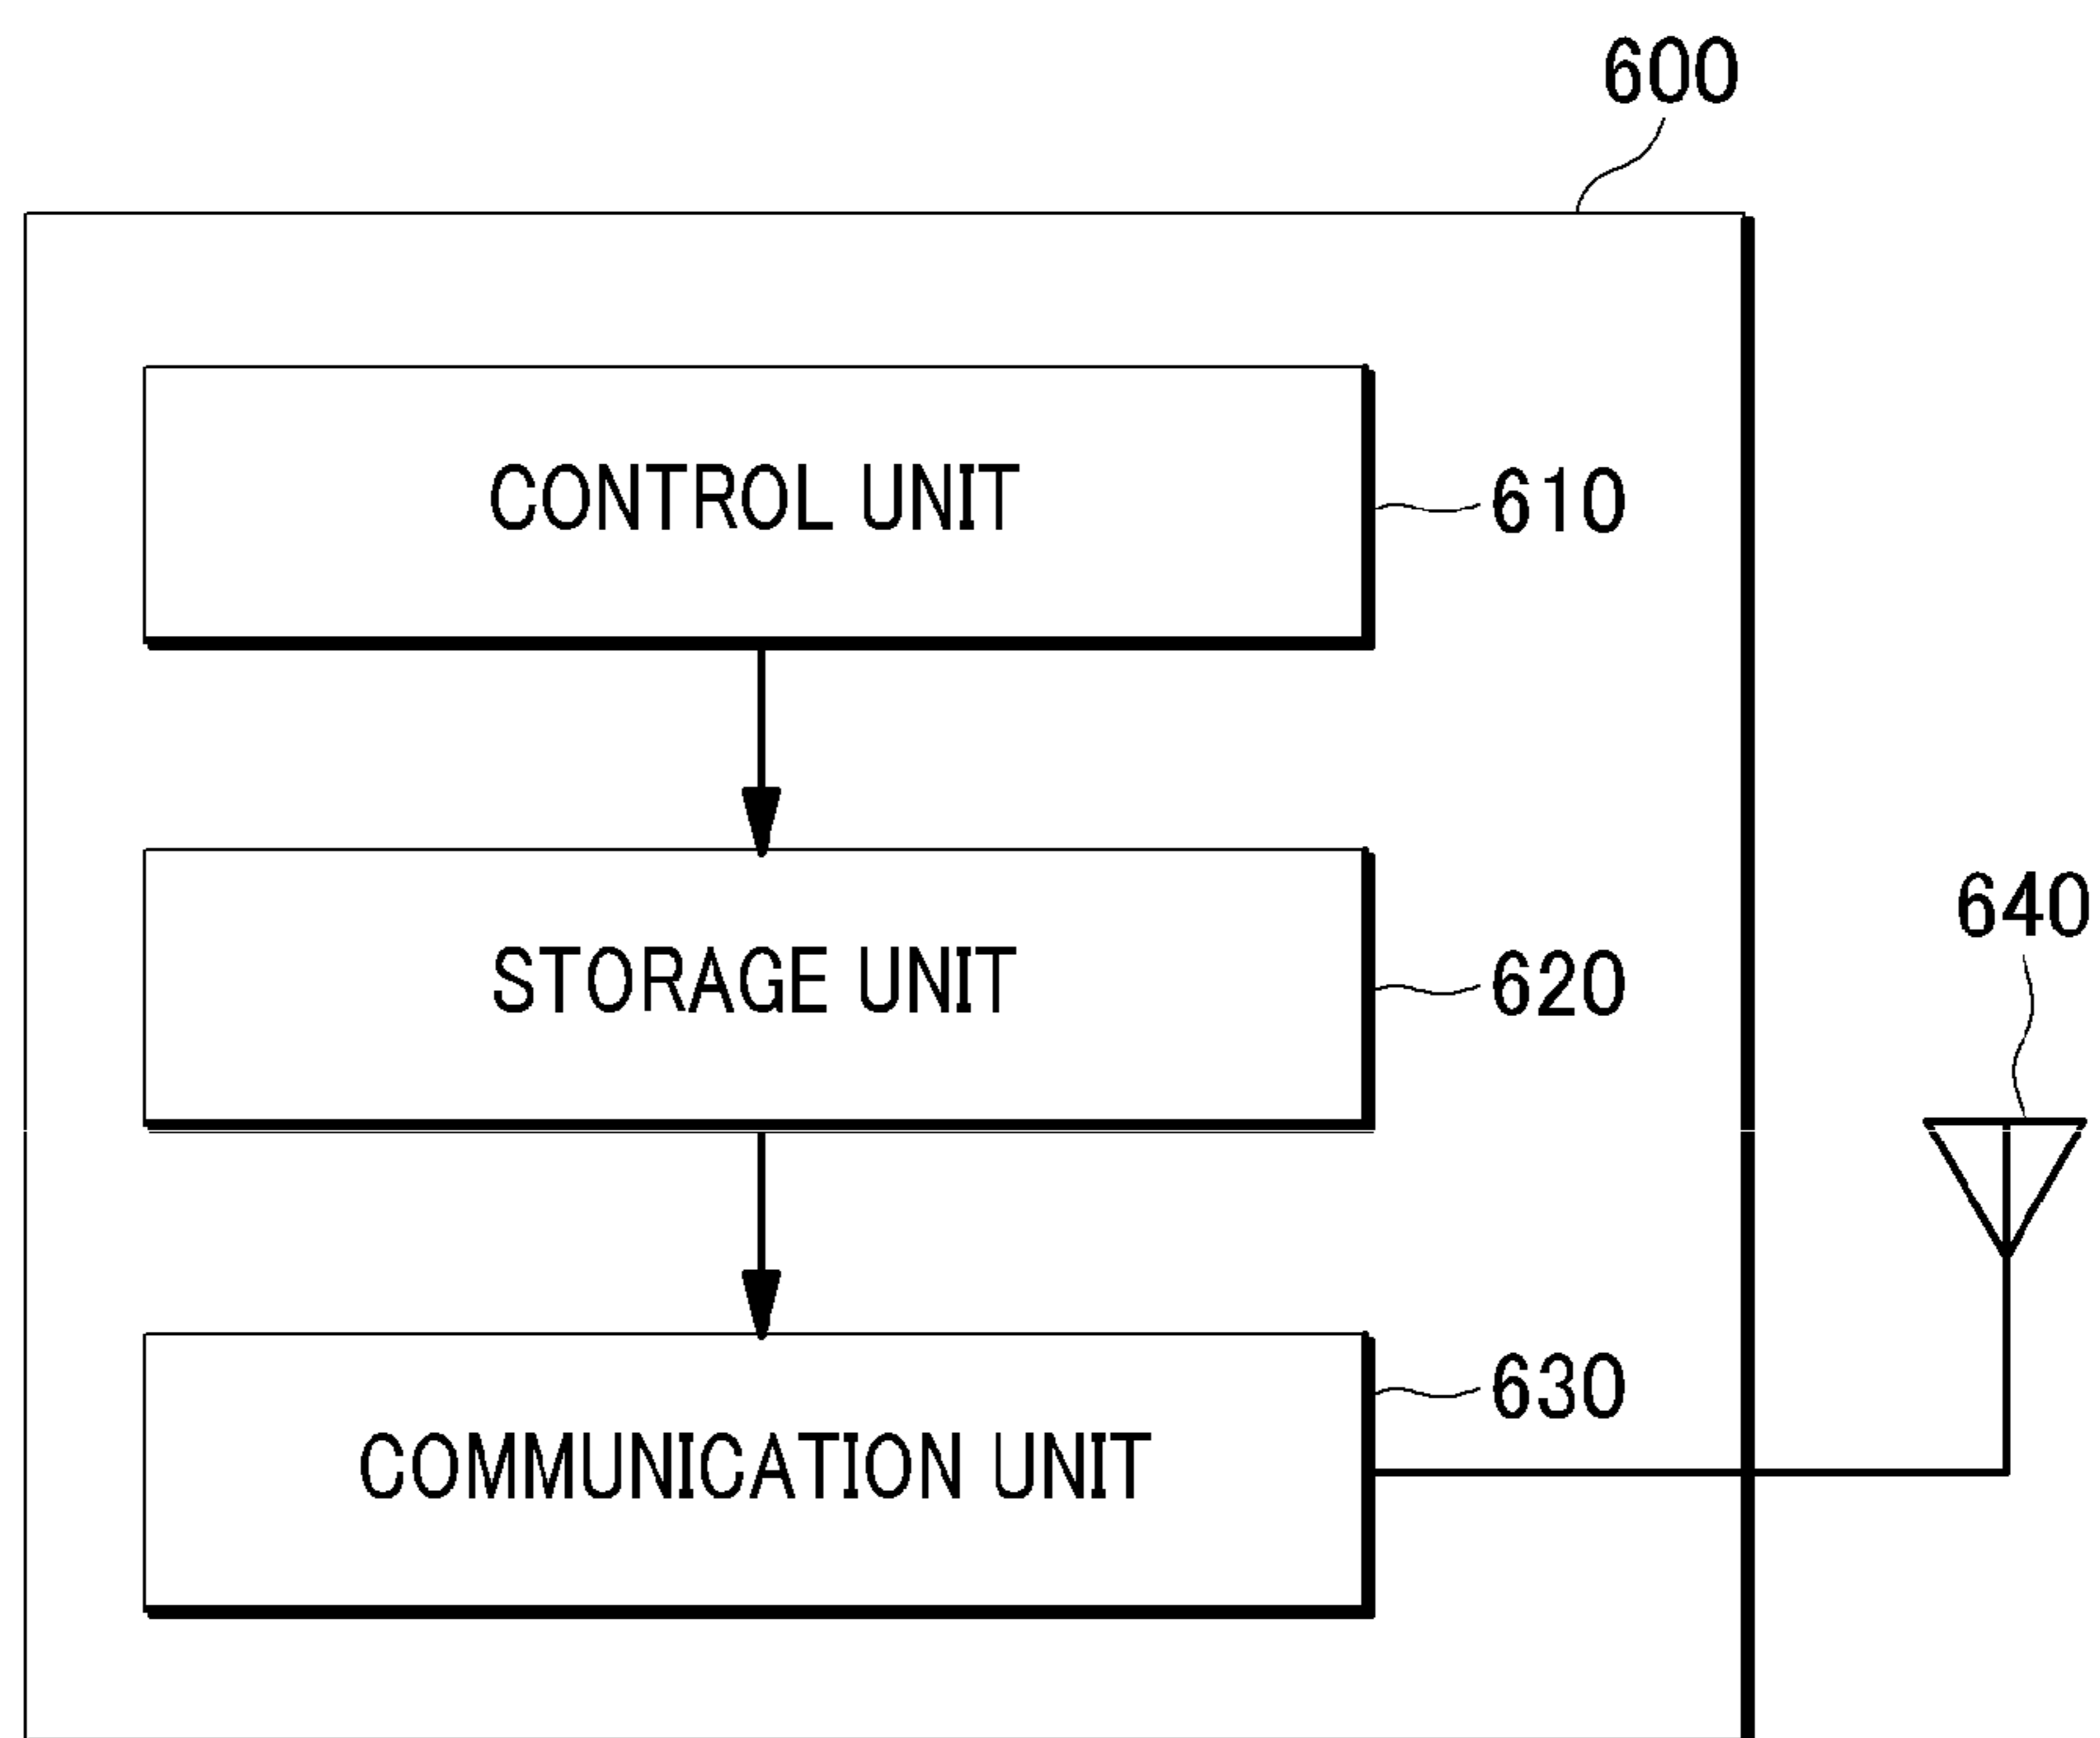 600
CONTROL UNIT
610
640
STORAGE UNIT
620
630
COMMUNICATION UNIT